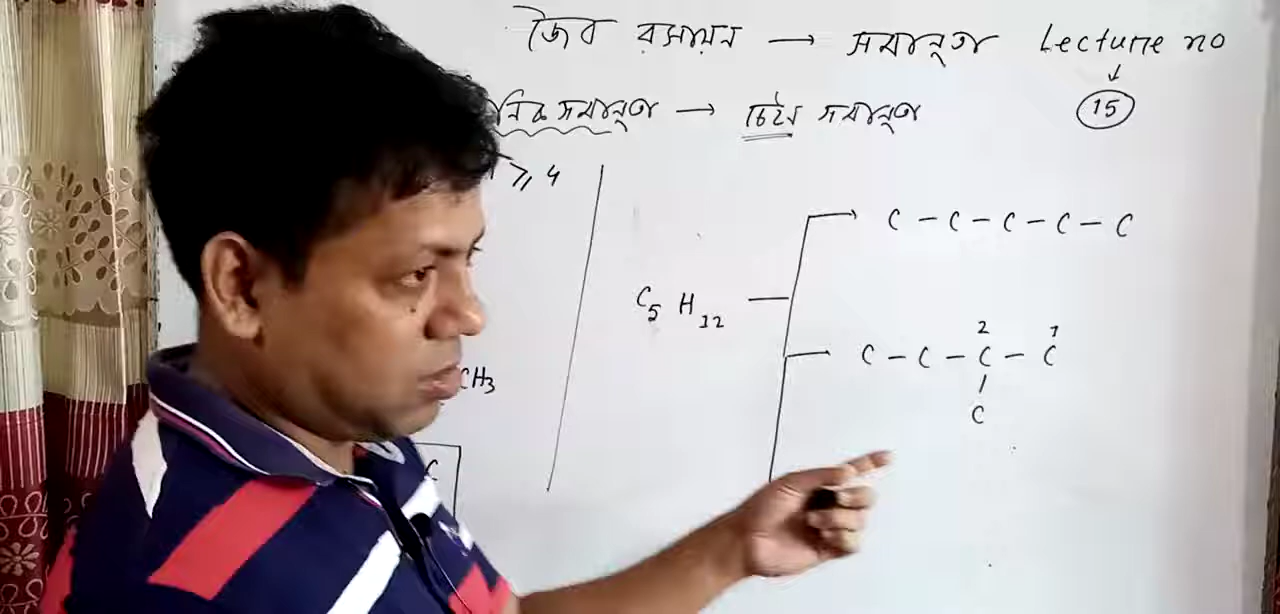 জৈব রসায়ন → সমানুতা Lecture no
↓
15
সমানুতা → চেইন সমানুতা
≥ 4
C - C - C - C - C
C5 H12
2 1
C - C - C - C
C
CH3
C